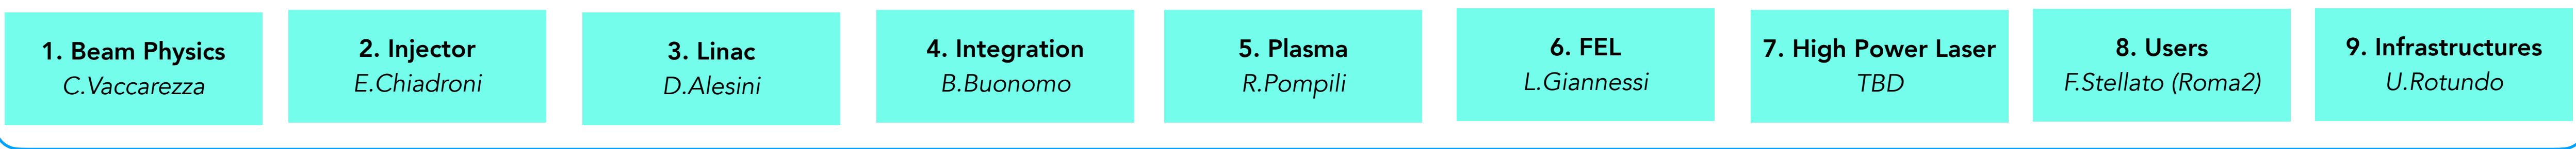 1. Beam Physics
C.Vaccarezza
2. Injector
E.Chiadroni
3. Linac
D.Alesini
4. Integration
B.Buonomo
5. Plasma
R.Pompili
6. FEL
L.Giannessi
7. High Power Laser
TBD
8. Users
F.Stellato (Roma2)
9. Infrastructures
U.Rotundo